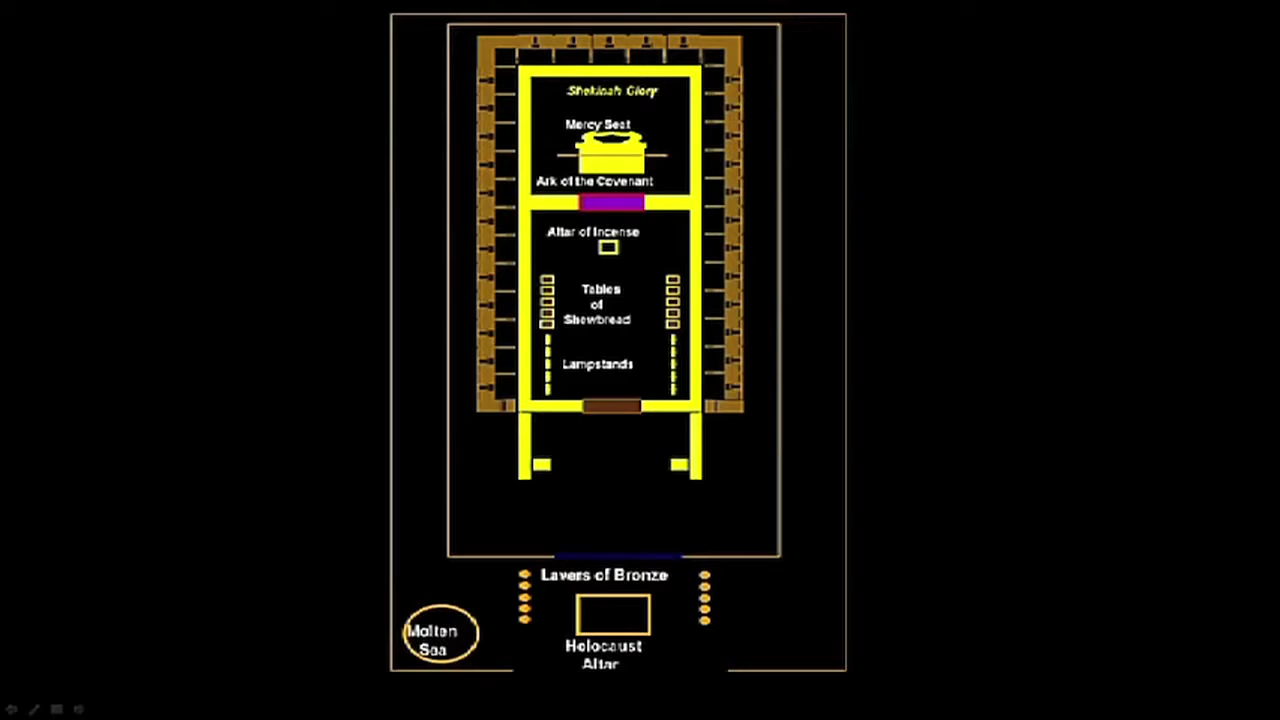 Shekinah Glory
Mercy Seat
Ark of the Covenant
Altar of Incense
Tables
of
Shewbread
Lampstands
Lavers of Bronze
Molten
Sea
Holocaust
Altar